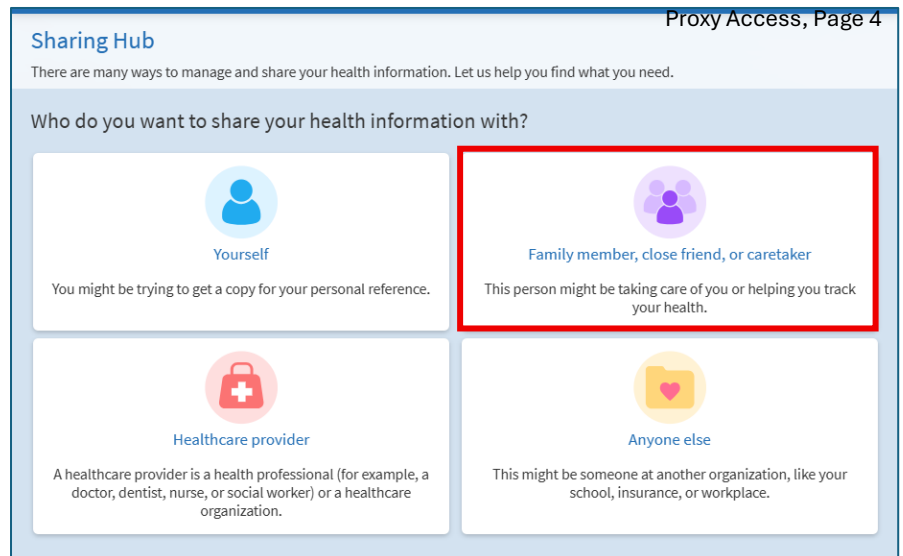 Proxy Access, Page 4
Sharing Hub
There are many ways to manage and share your health information. Let us help you find what you need.
Who do you want to share your health information with?
Yourself
You might be trying to get a copy for your personal reference.
Family member, close friend, or caretaker
This person might be taking care of you or helping you track
your health.
Healthcare provider
A healthcare provider is a health professional (for example, a
doctor, dentist, nurse, or social worker) or a healthcare
organization.
Anyone else
This might be someone at another organization, like your
school, insurance, or workplace.